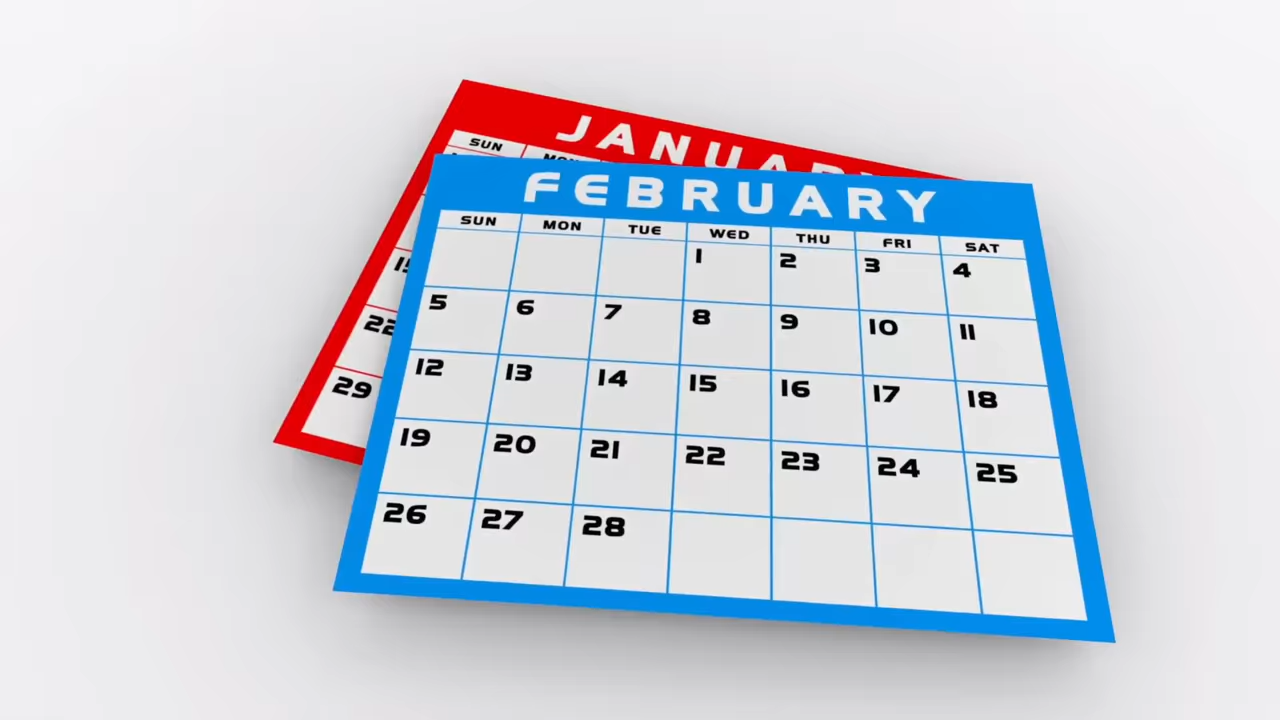 JANUARY
SUN MON
15
22
29
FEBRUARY
SUN MON TUE WED THU FRI SAT
1 2 3 4
5 6 7 8 9 10 11
12 13 14 15 16 17 18
19 20 21 22 23 24 25
26 27 28